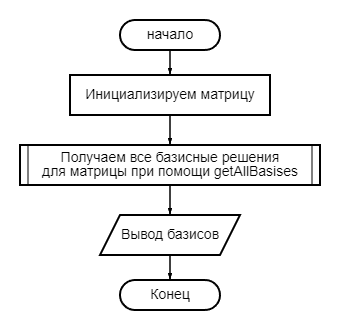 начало
Инициализируем матрицу
Получаем все базисные решения
для матрицы при помощи getAllBasises
Вывод базисов
Конец